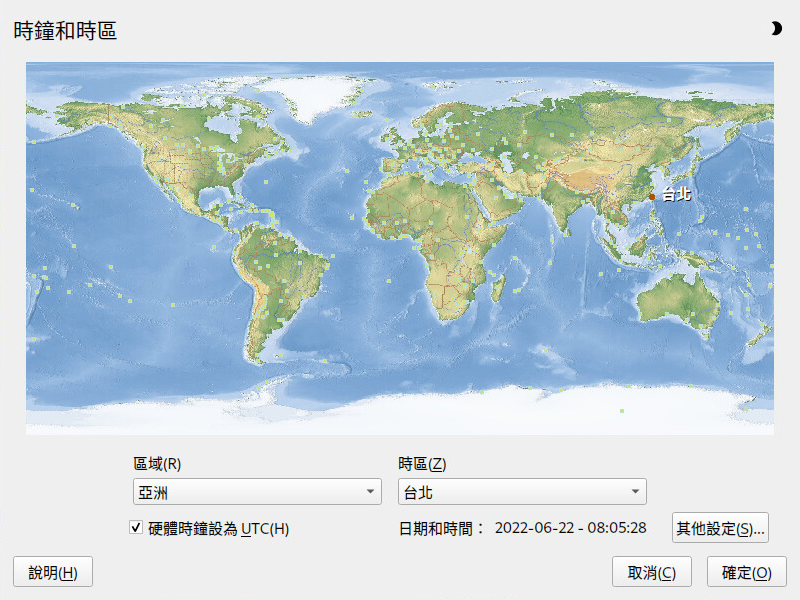 時鐘和時區
台北
區域(R)
時區(Z)
亞洲
台北
硬體時鐘設為 UTC(H)
日期和時間： 2022-06-22 - 08:05:28
其他設定(S)...
說明(H)
取消(C)
確定(O)